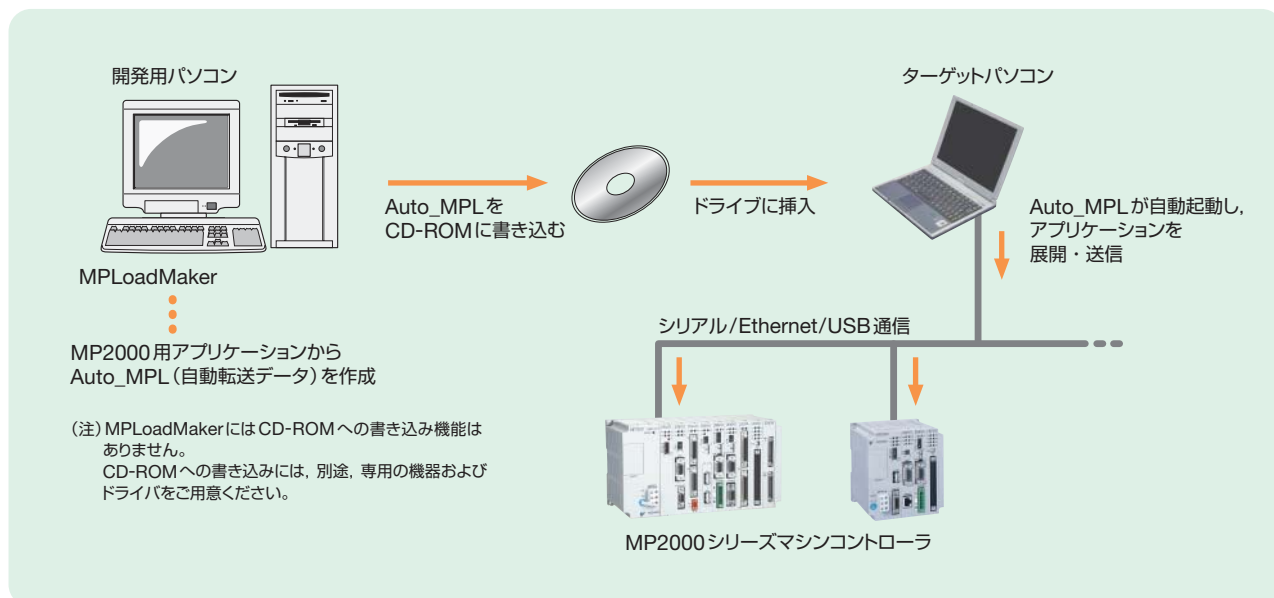 開発用パソコン
ターゲットパソコン
Auto_MPLを
CD-ROMに書き込む
ドライブに挿入
Auto_MPLが自動起動し,
アプリケーションを
展開・送信
MPLoadMaker
シリアル/Ethernet/USB通信
MP2000用アプリケーションから
Auto_MPL(自動転送データ)を作成
(注)MPLoadMakerにはCD-ROMへの書き込み機能は
ありません。
CD-ROMへの書き込みには, 別途, 専用の機器および
ドライバをご用意ください。
MP2000シリーズマシンコントローラ